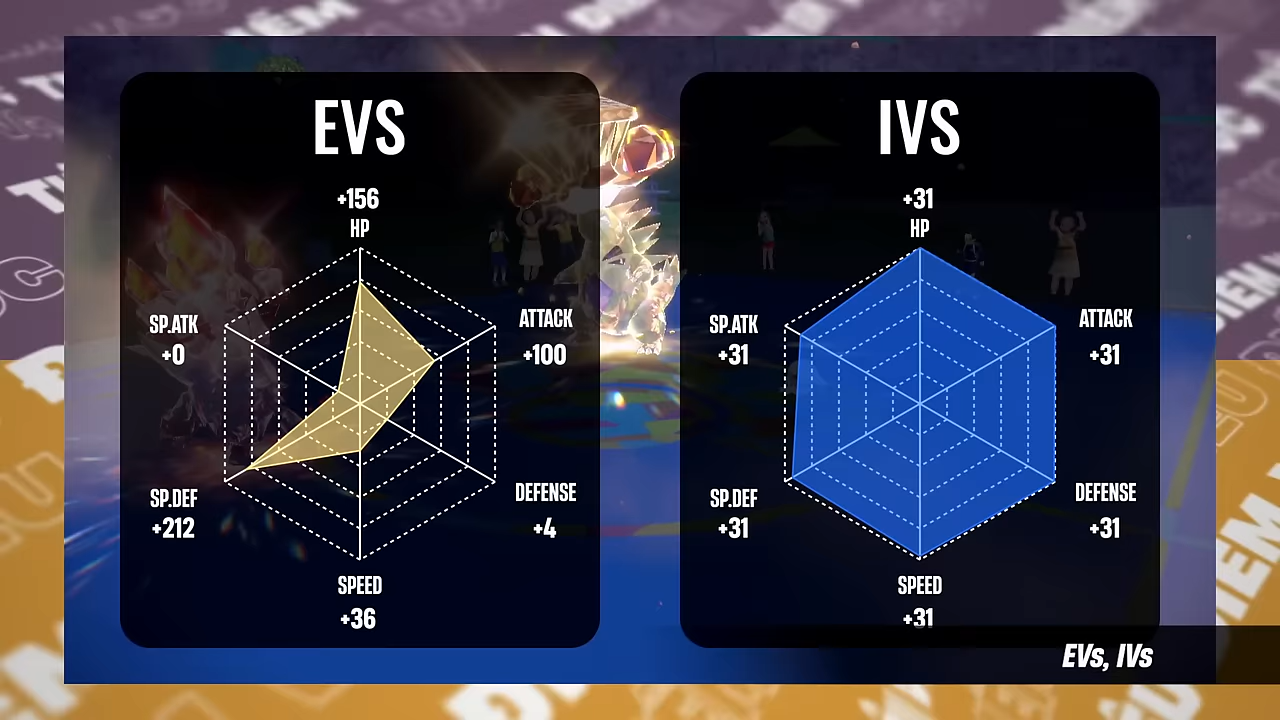 EVS
+156
HP
SP.ATK
+0
ATTACK
+100
SP.DEF
+212
DEFENSE
+4
SPEED
+36
IVS
+31
HP
SP.ATK
+31
ATTACK
+31
SP.DEF
+31
DEFENSE
+31
SPEED
+31
EVs, IVs